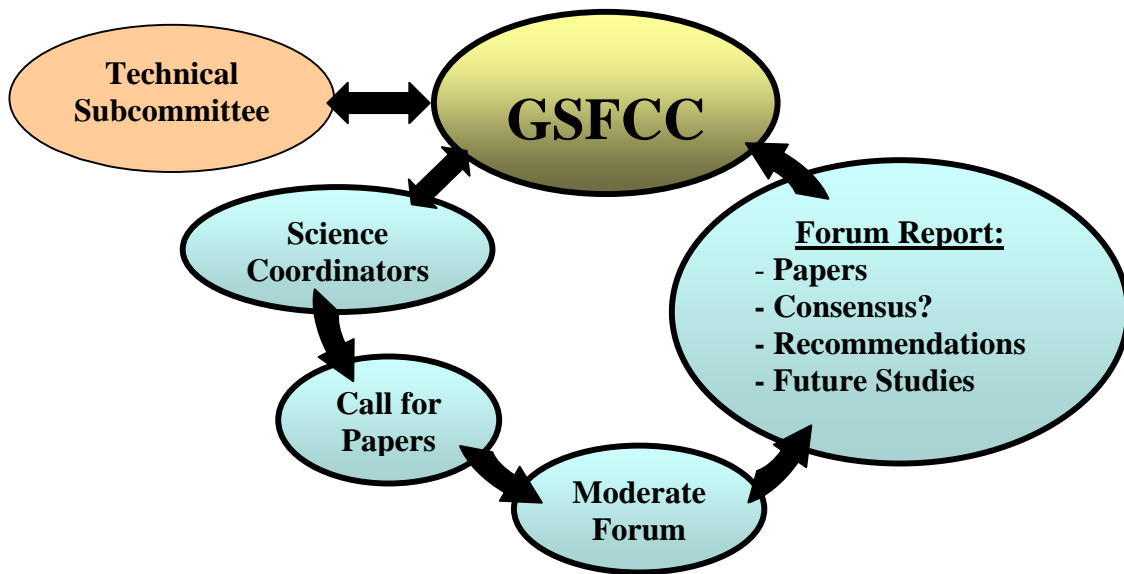 Technical
Subcommittee
GSFCC
Science
Coordinators
Forum Report:
- Papers
- Consensus?
- Recommendations
- Future Studies
Call for
Papers
Moderate
Forum